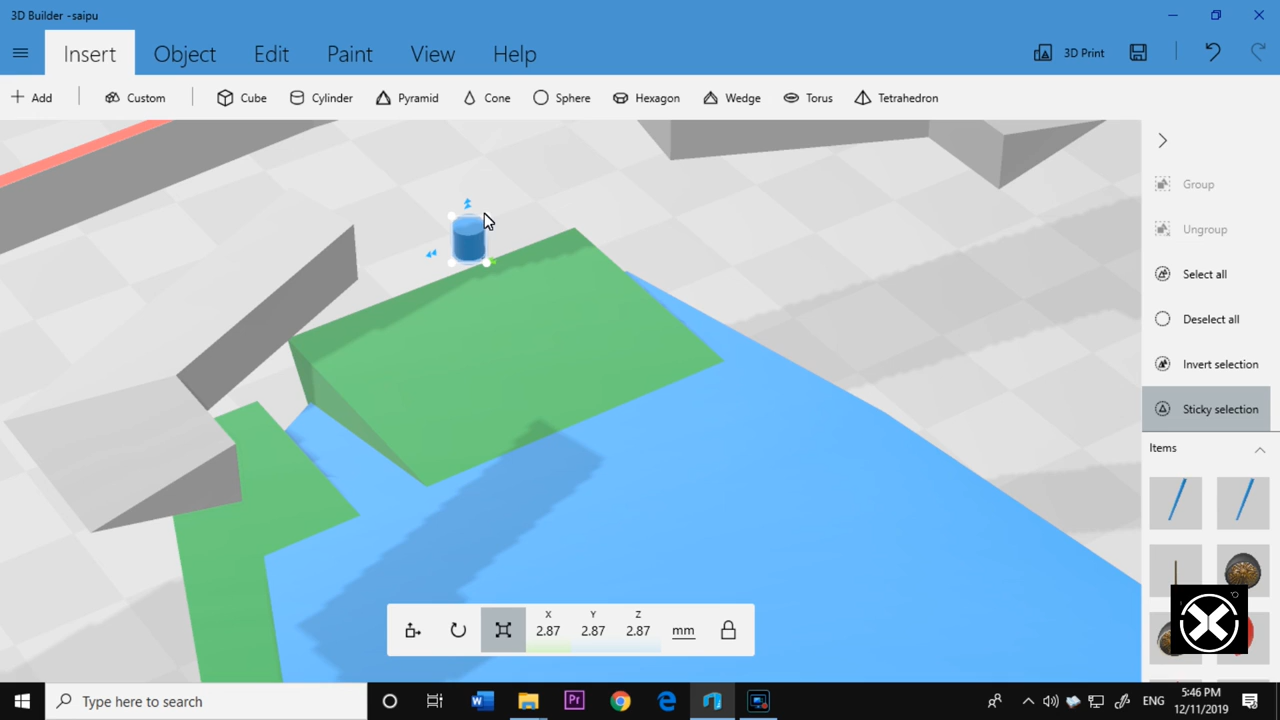 3D Builder -saipu
Insert Object Edit Paint View Help
3D Print
Add Custom Cube Cylinder Pyramid Cone Sphere Hexagon Wedge Torus Tetrahedron
Group
Ungroup
Select all
Deselect all
Invert selection
Sticky selection
Items
X Y Z
2.87 2.87 2.87 mm
Type here to search
W
Pr
ENG
5:46 PM
12/11/2019